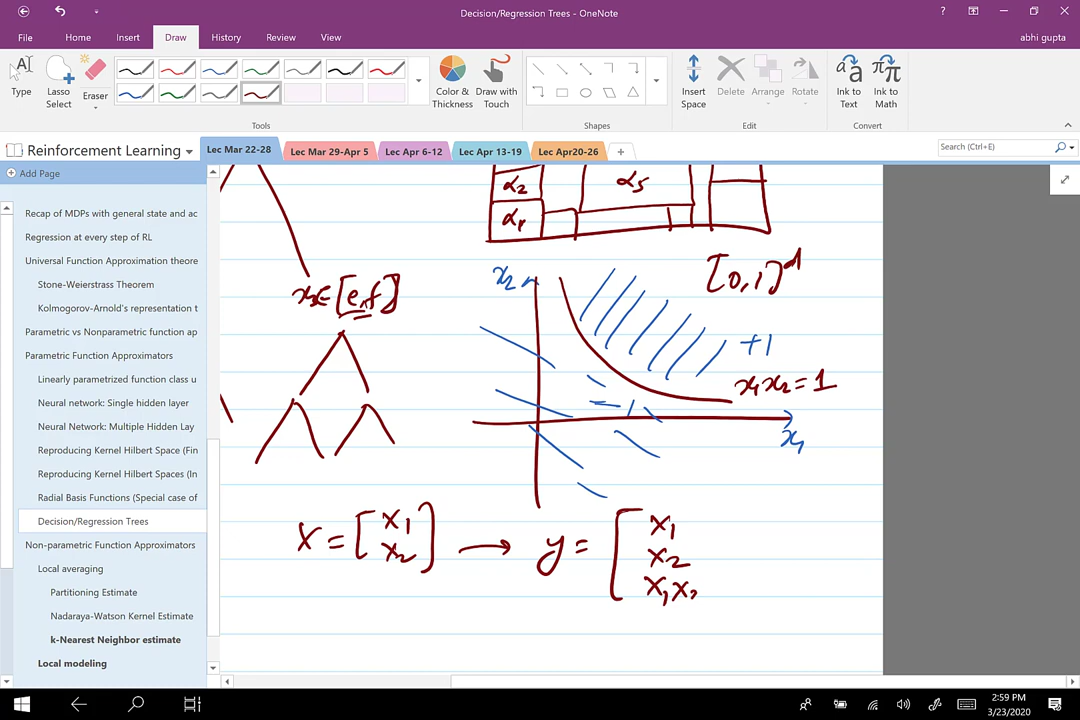 Decision/Regression Trees - OneNote
File
Home
Insert
Draw
History
Review
View
abhi gupta
Type
Lasso Select
Eraser
Color & Thickness
Draw with Touch
Insert Space
Delete
Arrange
Rotate
Ink to Text
Ink to Math
Tools
Shapes
Edit
Convert
Reinforcement Learning
Lec Mar 22-28
Lec Mar 29-Apr 5
Lec Apr 6-12
Lec Apr 13-19
Lec Apr20-26
Search (Ctrl+E)
Add Page
Recap of MDPs with general state and ac
Regression at every step of RL
Universal Function Approximation theore
Stone-Weierstrass Theorem
Kolmogorov-Arnold's representation t
Parametric vs Nonparametric function ap
Parametric Function Approximators
Linearly parametrized function class u
Neural network: Single hidden layer
Neural Network: Multiple Hidden Lay
Reproducing Kernel Hilbert Space (Fin
Reproducing Kernel Hilbert Spaces (In
Radial Basis Functions (Special case of
Decision/Regression Trees
Non-parametric Function Approximators
Local averaging
Partitioning Estimate
Nadaraya-Watson Kernel Estimate
k-Nearest Neighbor estimate
Local modeling
α2
α5
[0,1]^d
x2
∈ [e,f]
+1
x1x2=1
-1
x1
X = [x1 x2] → y = [x1
x2
x1x2
2:59 PM
3/23/2020